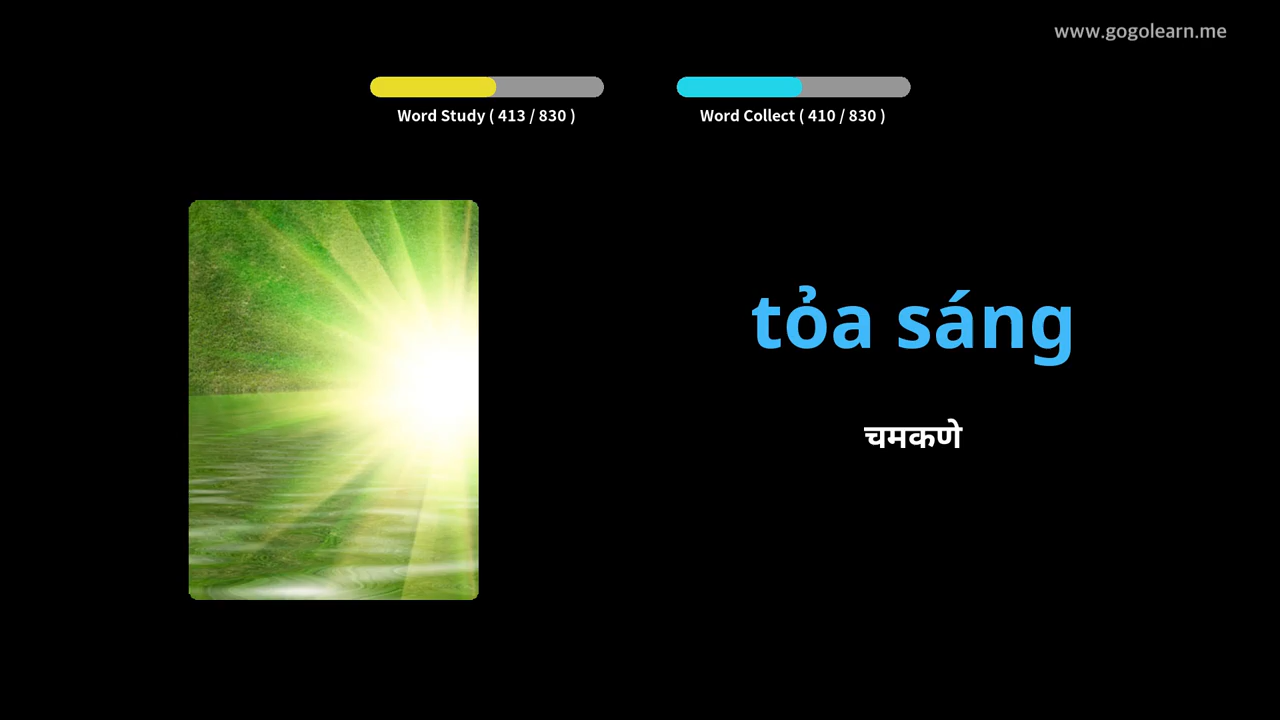 www.gogolearn.me
Word Study ( 413 / 830 )
Word Collect ( 410 / 830 )
tỏa sáng
चमकणे